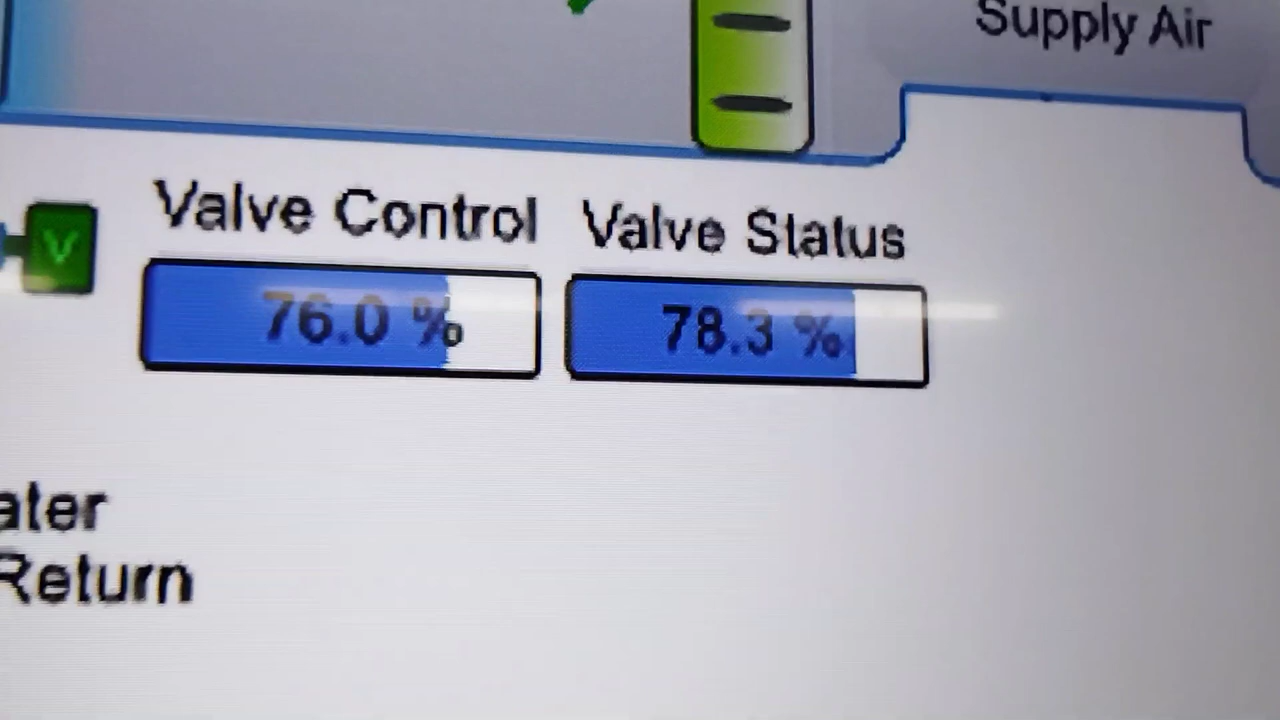 Supply Air
V
Valve Control Valve Status
76.0 % 78.3 %
ater
Return